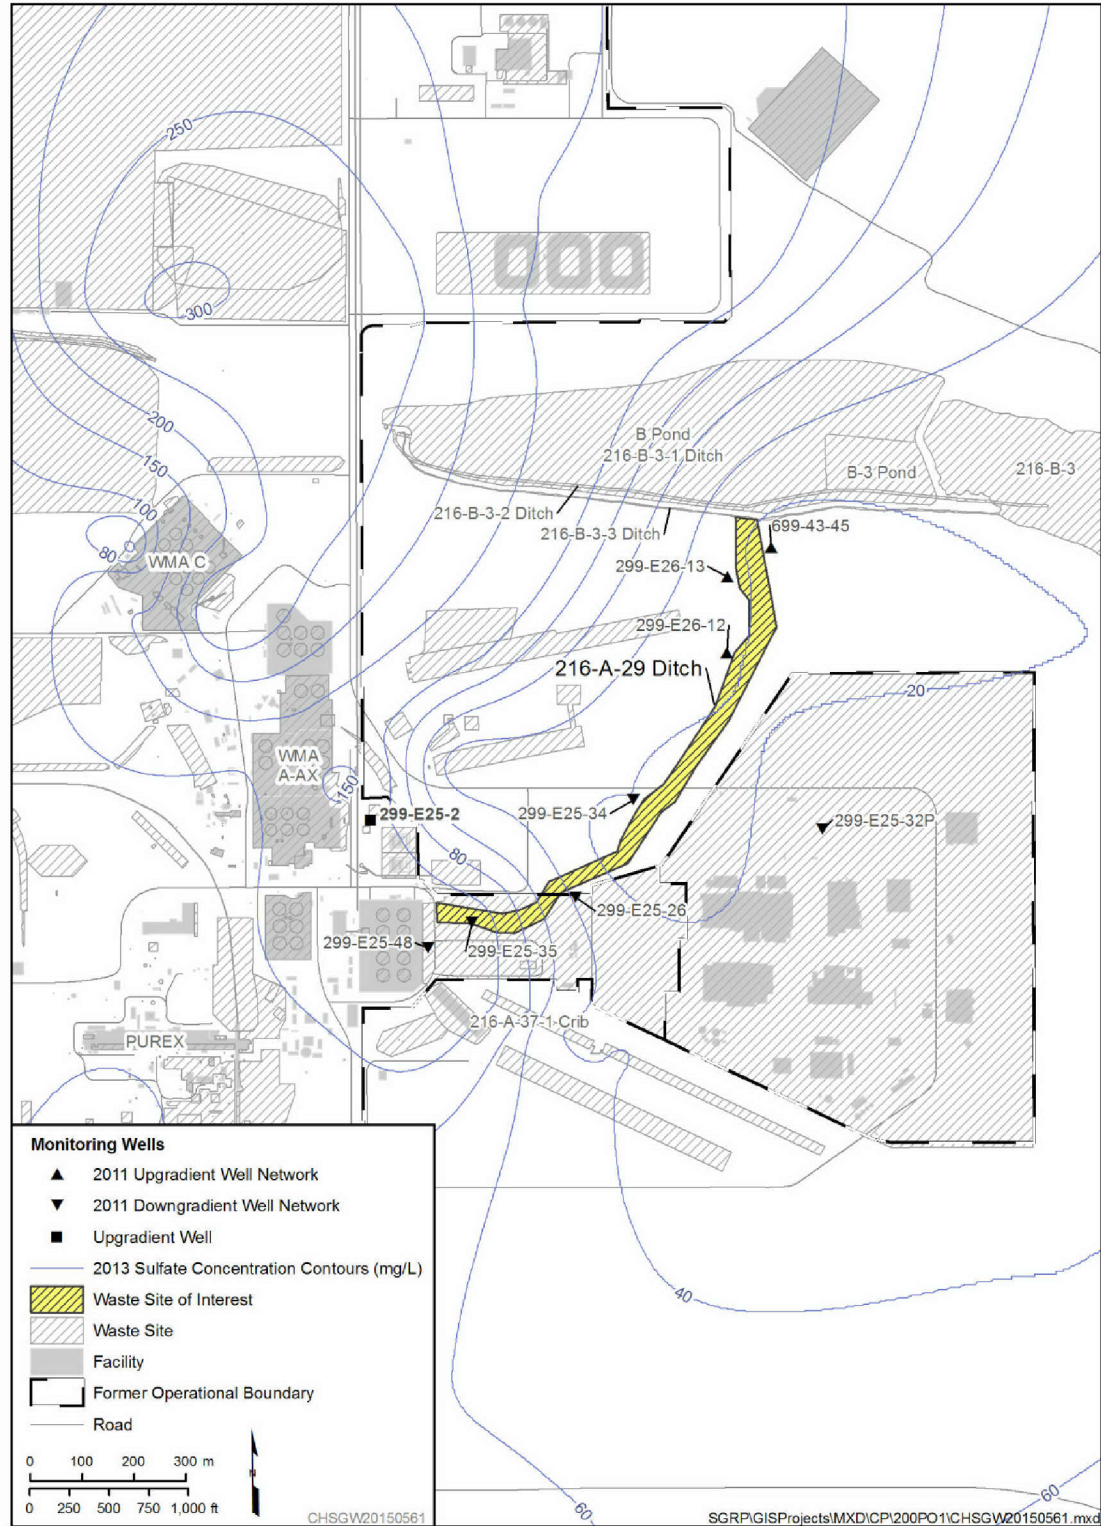 250
300
200
150
100
80
WMA C
B Pond
216-B-3-1 Ditch
B-3 Pond
216-B-3
216-B-3-2 Ditch
216-B-3-3 Ditch
699-43-45
299-E26-13
299-E26-12
216-A-29 Ditch
20
WMA
A-AX
150
299-E25-2
299-E25-34
299-E25-32P
80
299-E25-26
299-E25-48
299-E25-35
216-A-37-1 Crib
PUREX
40
60
60
Monitoring Wells
2011 Upgradient Well Network
2011 Downgradient Well Network
Upgradient Well
2013 Sulfate Concentration Contours (mg/L)
Waste Site of Interest
Waste Site
Facility
Former Operational Boundary
Road
0 100 200 300 m
0 250 500 750 1,000 ft
N
CHSGW20150561
SGRP\GISProjects\MXD\CP\200PO1\CHSGW20150561.mxd